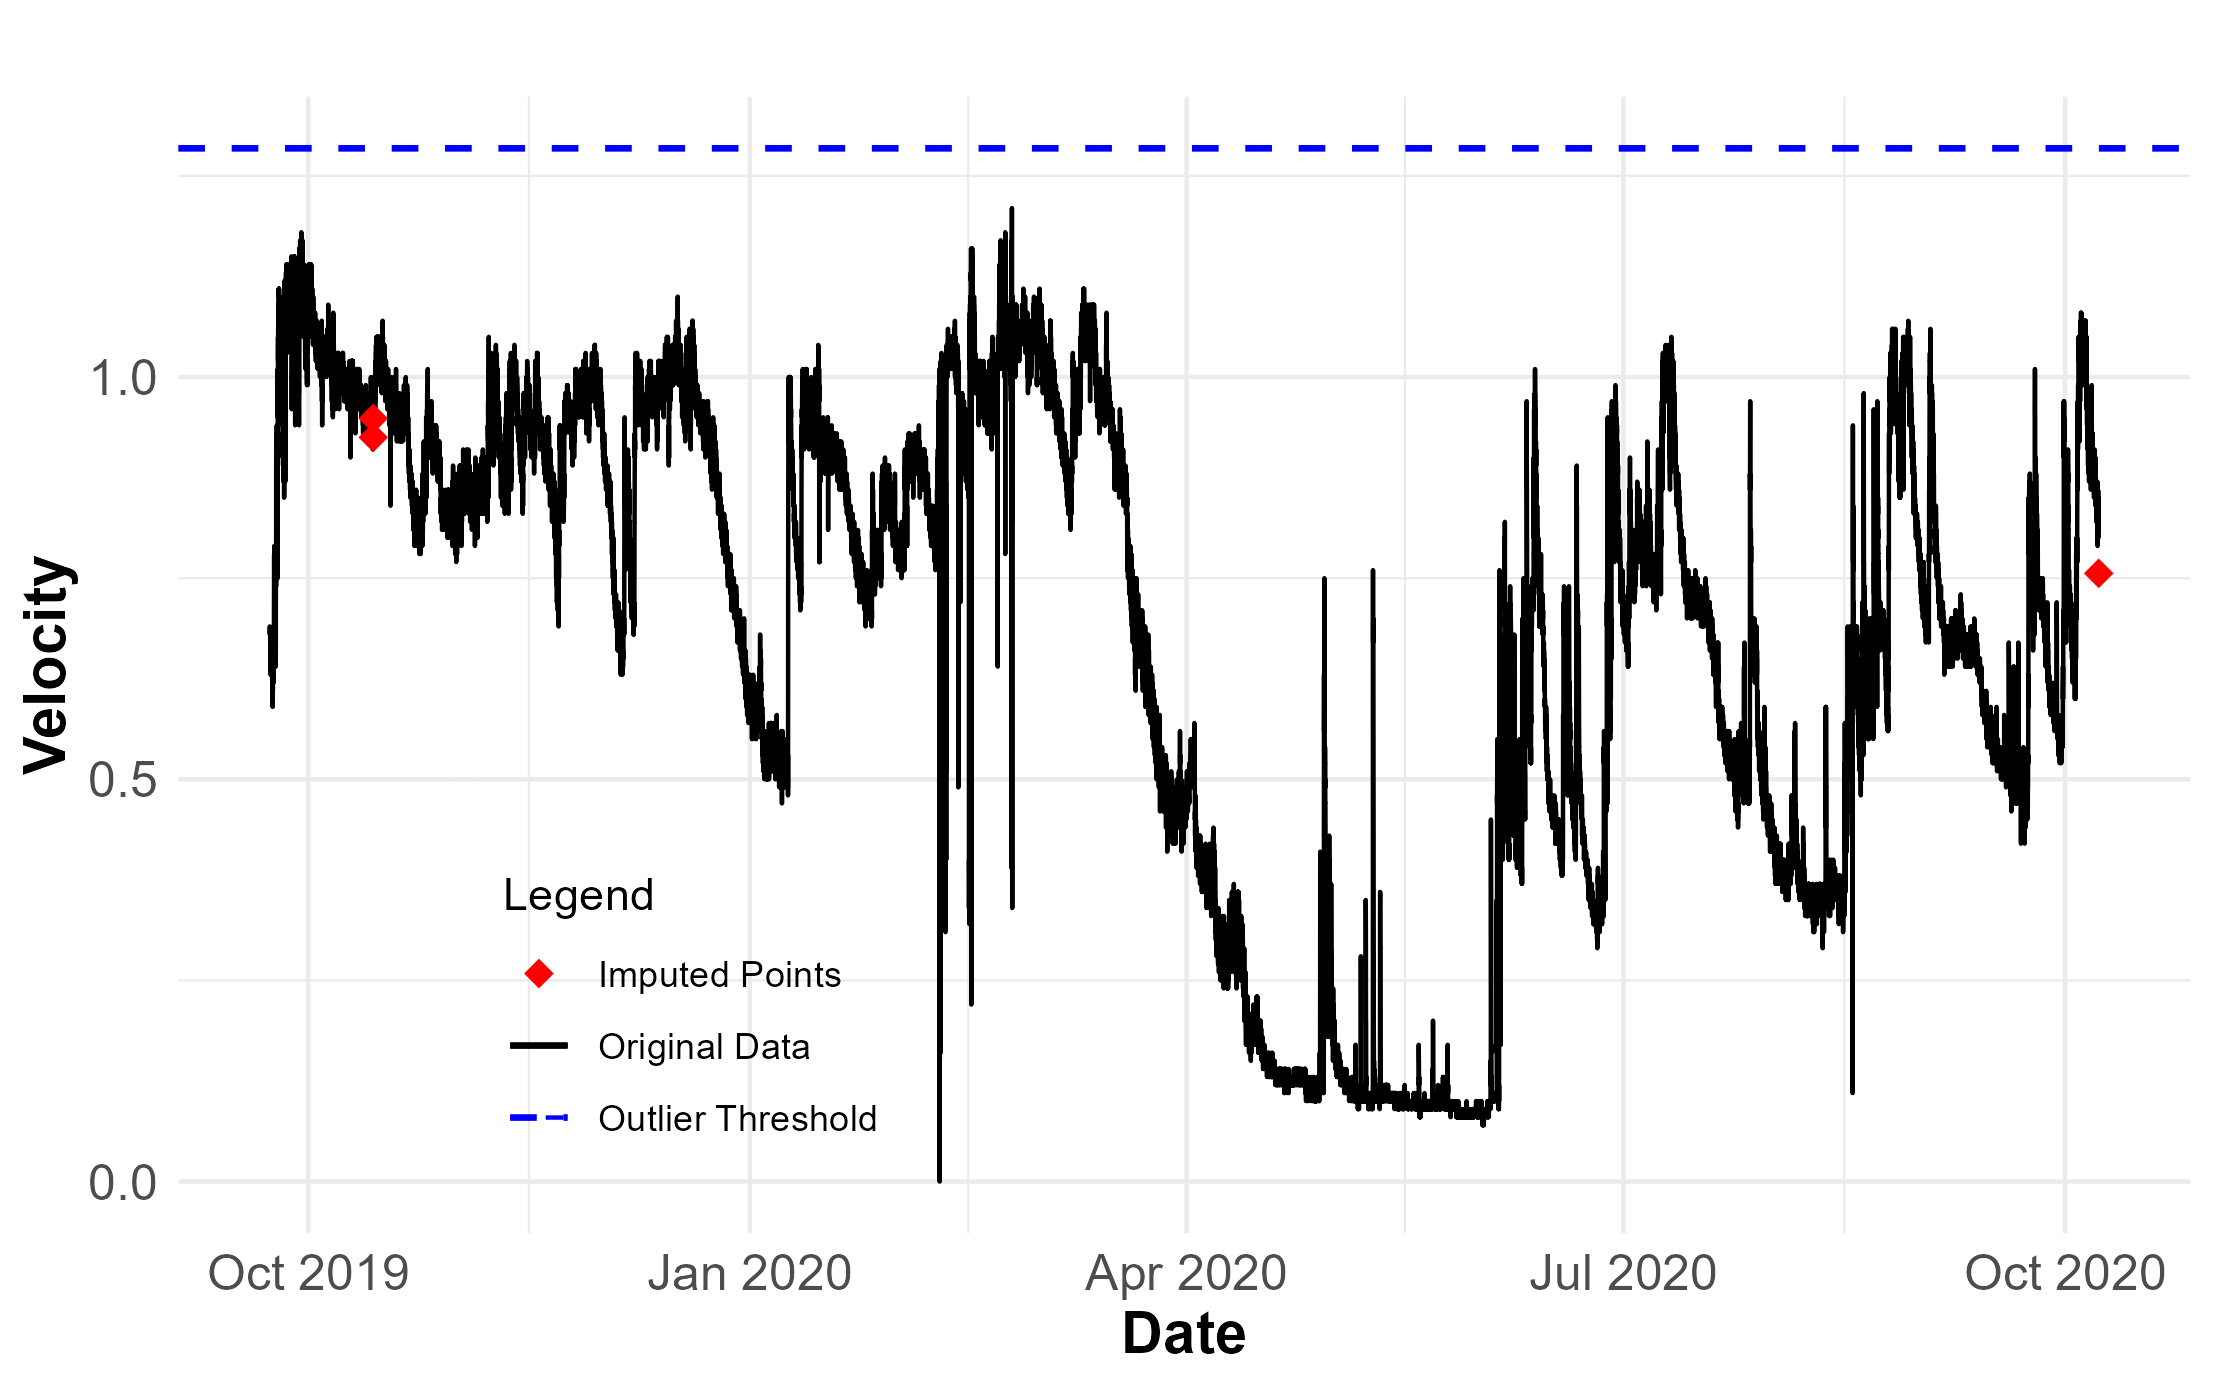 Velocity
1.0
0.5
0.0
Legend
Imputed Points
Original Data
Outlier Threshold
Oct 2019
Jan 2020
Apr 2020
Jul 2020
Oct 2020
Date